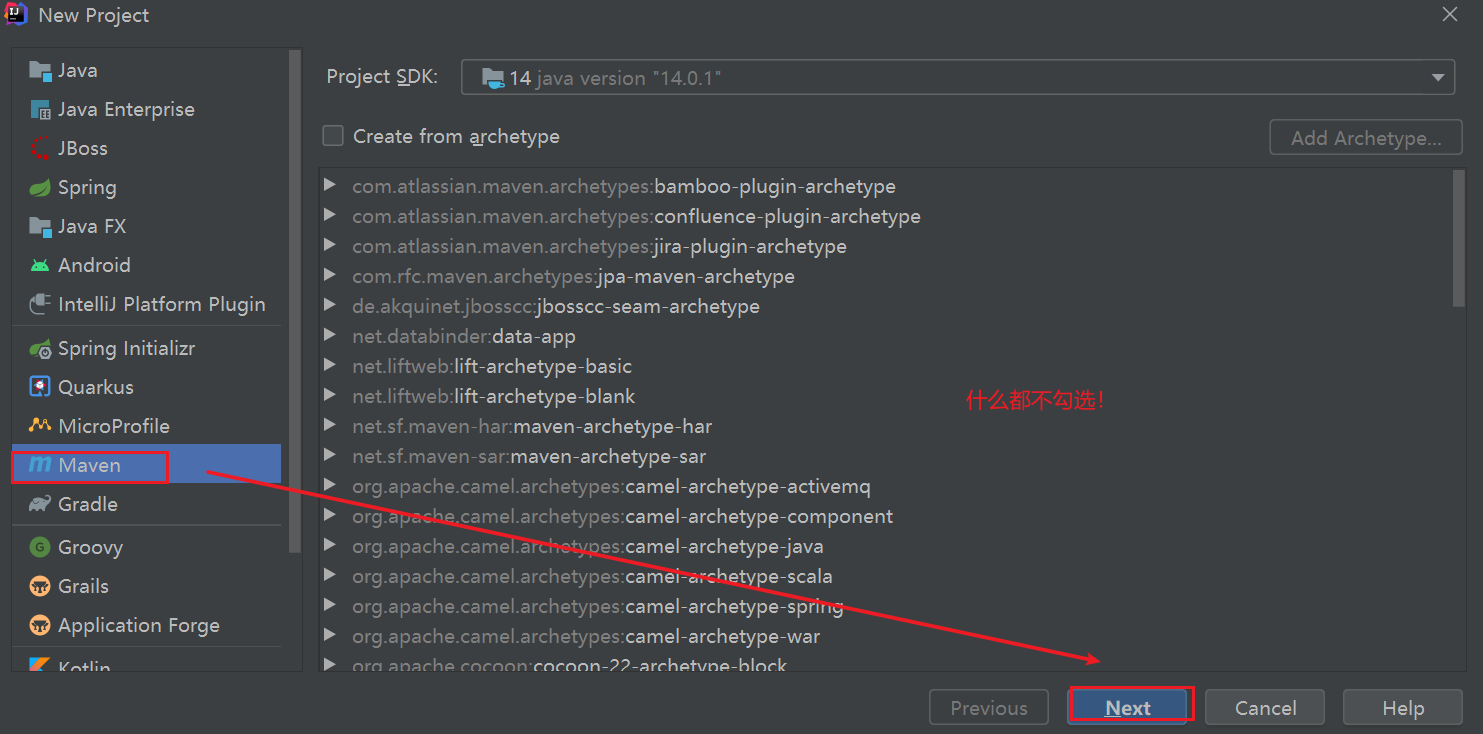 New Project
Java
Java Enterprise
JBoss
Spring
Java FX
Android
IntelliJ Platform Plugin
Spring Initializr
Quarkus
MicroProfile
Maven
Gradle
Groovy
Grails
Application Forge
Kotlin
Project SDK: 14 java version "14.0.1"
Create from archetype
Add Archetype...
com.atlassian.maven.archetypes:bamboo-plugin-archetype
com.atlassian.maven.archetypes:confluence-plugin-archetype
com.atlassian.maven.archetypes:jira-plugin-archetype
com.rfc.maven.archetypes:jpa-maven-archetype
de.akquinet.jbosscc:jbosscc-seam-archetype
net.databinder:data-app
net.liftweb:lift-archetype-basic
net.liftweb:lift-archetype-blank
net.sf.maven-har:maven-archetype-har
net.sf.maven-sar:maven-archetype-sar
org.apache.camel.archetypes:camel-archetype-activemq
org.apache.camel.archetypes:camel-archetype-component
org.apache.camel.archetypes:camel-archetype-java
org.apache.camel.archetypes:camel-archetype-scala
org.apache.camel.archetypes:camel-archetype-spring
org.apache.camel.archetypes:camel-archetype-war
org.apache.cocoon:cocoon-22-archetype-block
什么都不勾选！
Previous
Next
Cancel
Help